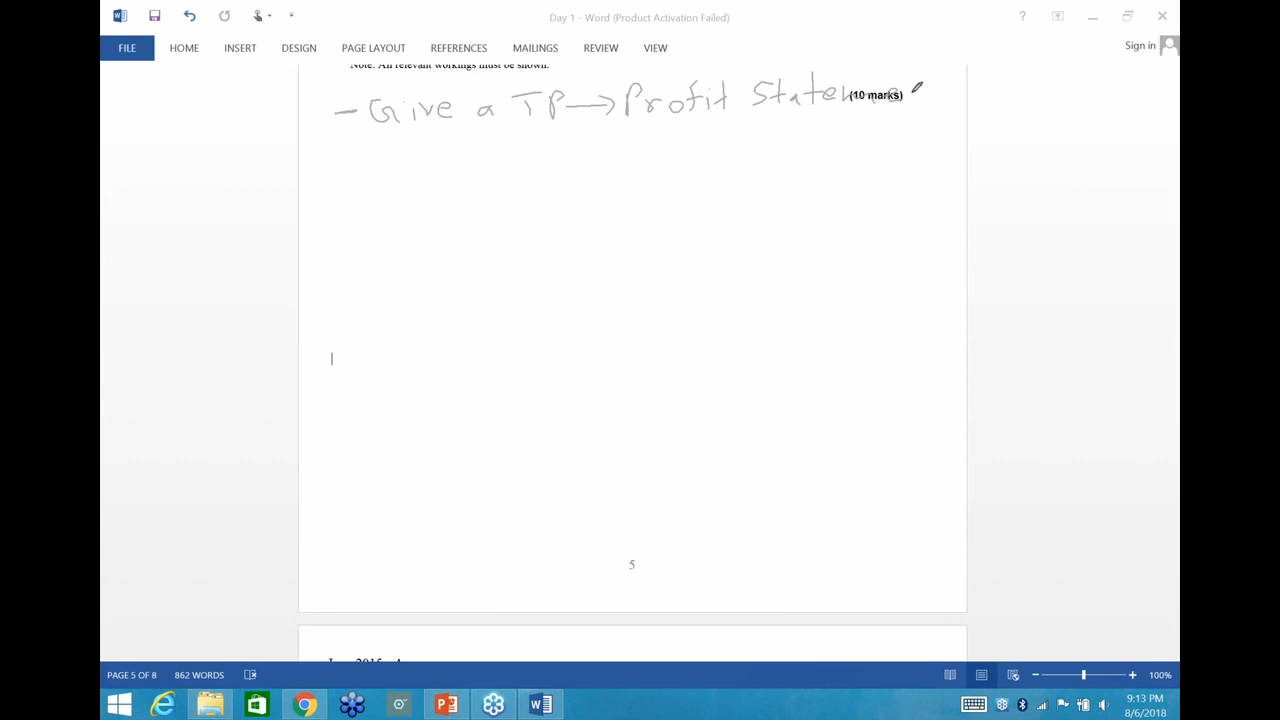 Day 1 - Word (Product Activation Failed)
?
FILE HOME INSERT DESIGN PAGE LAYOUT REFERENCES MAILINGS REVIEW VIEW
Sign in
Note: All relevant workings must be shown.
(10 marks)
- Give a TP → Profit Stateme
5
PAGE 5 OF 8 862 WORDS
100%
9:13 PM
8/6/2018